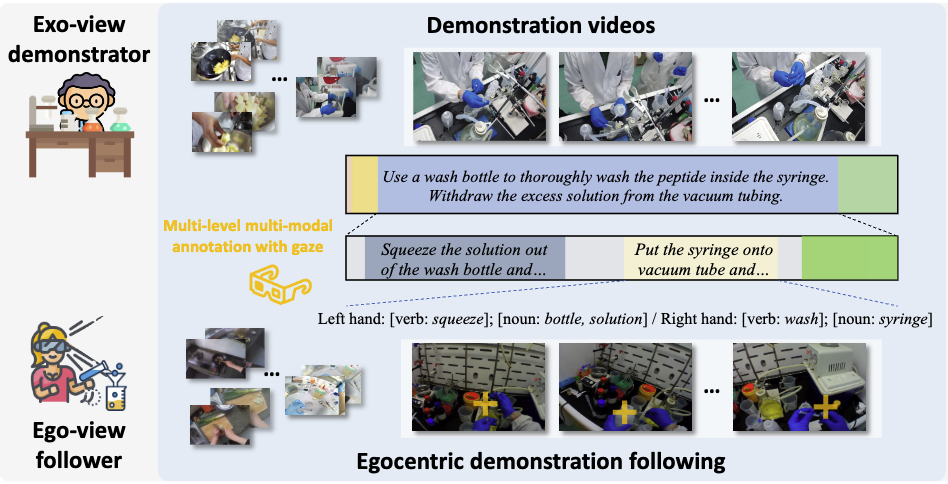 Exo-view
demonstrator
Demonstration videos
...
...
Use a wash bottle to thoroughly wash the peptide inside the syringe.
Withdraw the excess solution from the vacuum tubing.
Multi-level multi-modal
annotation with gaze
Squeeze the solution out
of the wash bottle and...
Put the syringe onto
vacuum tube and...
Left hand: [verb: squeeze]; [noun: bottle, solution] / Right hand: [verb: wash]; [noun: syringe]
...
...
Ego-view
follower
Egocentric demonstration following